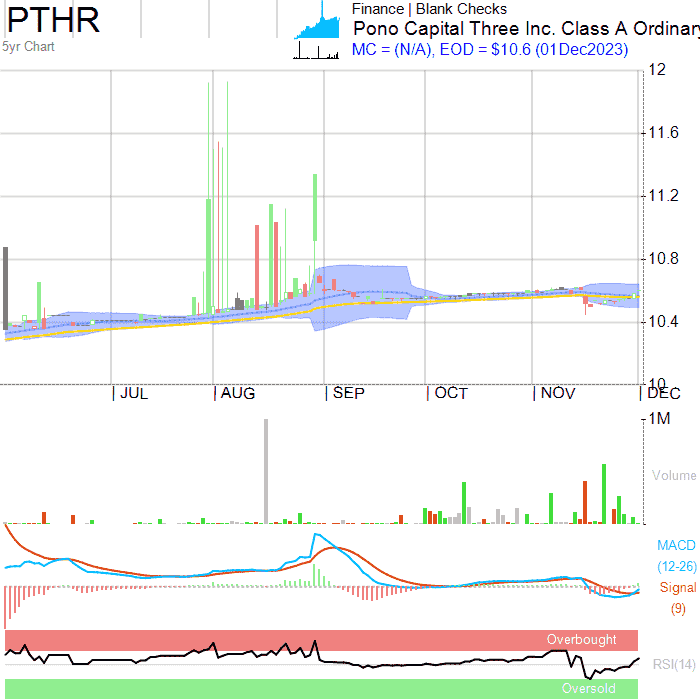 PTHR
5yr Chart
Finance | Blank Checks
Pono Capital Three Inc. Class A Ordinary
MC = (N/A), EOD = $10.6 (01Dec2023)
12
11.6
11.2
10.8
10.4
10
JUL
AUG
SEP
OCT
NOV
DEC
1M
Volume
MACD
(12-26)
Signal
(9)
Overbought
RSI(14)
Oversold